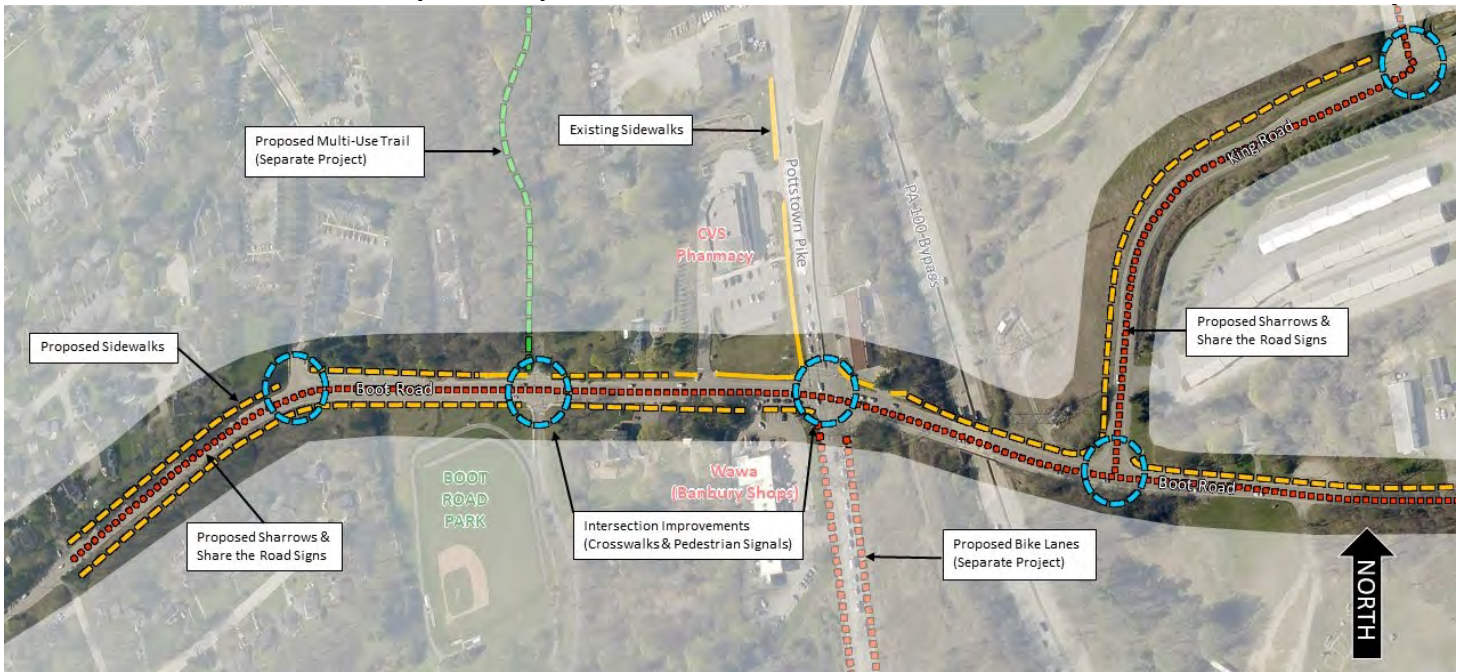 Proposed Multi-Use Trail
(Separate Project)
Existing Sidewalks
Pottstown Pike
PA 100-Bypass
King Road
CVS
Pharmacy
Proposed Sharrows &
Share the Road Signs
Proposed Sidewalks
Boot Road
Boot Road
BOOT
ROAD
PARK
Wawa
(Banbury Shops)
Proposed Sharrows &
Share the Road Signs
Intersection Improvements
(Crosswalks & Pedestrian Signals)
Proposed Bike Lanes
(Separate Project)
NORTH